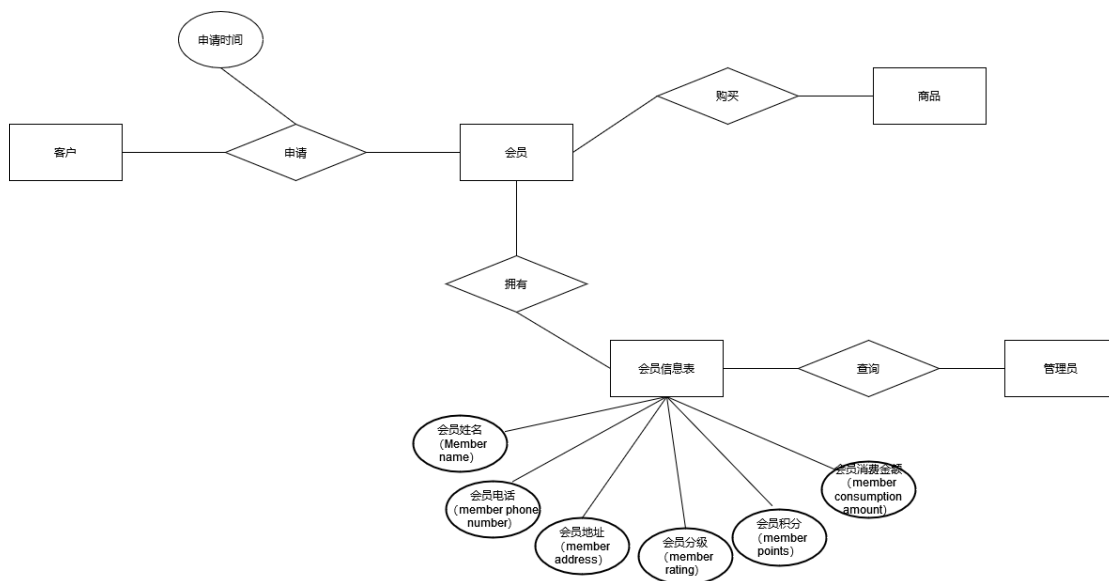 申请时间
购买
商品
客户
申请
会员
拥有
会员信息表
查询
管理员
会员姓名
（Member
name）
会员电话
（member phone
number）
会员地址
（member
address）
会员分级
（member
rating）
会员积分
（member
points）
会员消费金额
（member
consumption
amount）